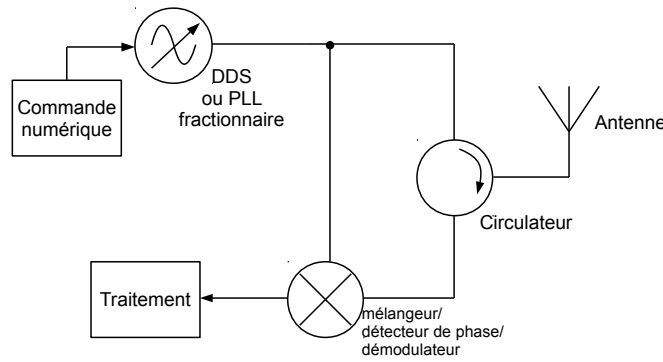 DDS
ou PLL
fractionnaire
Commande
numérique
Antenne
Circulateur
Traitement
mélangeur/
détecteur de phase/
démodulateur